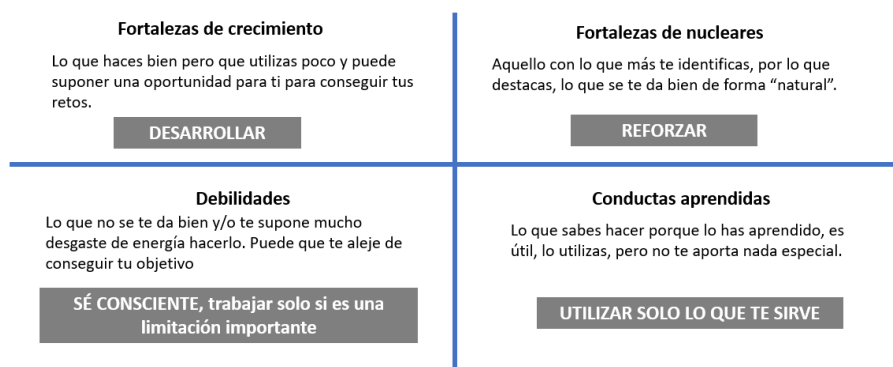 Fortalezas de crecimiento
Lo que haces bien pero que utilizas poco y puede
suponer una oportunidad para ti para conseguir tus
retos.
DESARROLLAR
Fortalezas de nucleares
Aquello con lo que más te identificas, por lo que
destacas, lo que se te da bien de forma “natural”.
REFORZAR
Debilidades
Lo que no se te da bien y/o te supone mucho
desgaste de energía hacerlo. Puede que te aleje de
conseguir tu objetivo
SÉ CONSCIENTE, trabajar solo si es una
limitación importante
Conductas aprendidas
Lo que sabes hacer porque lo has aprendido, es
útil, lo utilizas, pero no te aporta nada especial.
UTILIZAR SOLO LO QUE TE SIRVE